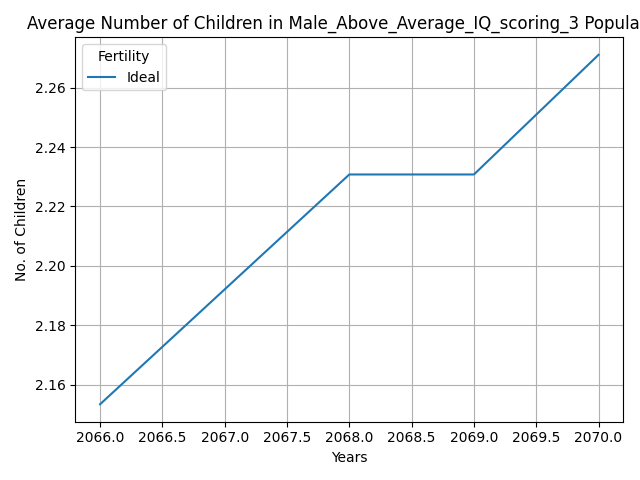 Average Number of Children in Male_Above_Average_IQ_scoring_3 Popula
Fertility
Ideal
2.26
2.24
2.22
2.20
2.18
2.16
No. of Children
2066.0 2066.5 2067.0 2067.5 2068.0 2068.5 2069.0 2069.5 2070.0
Years